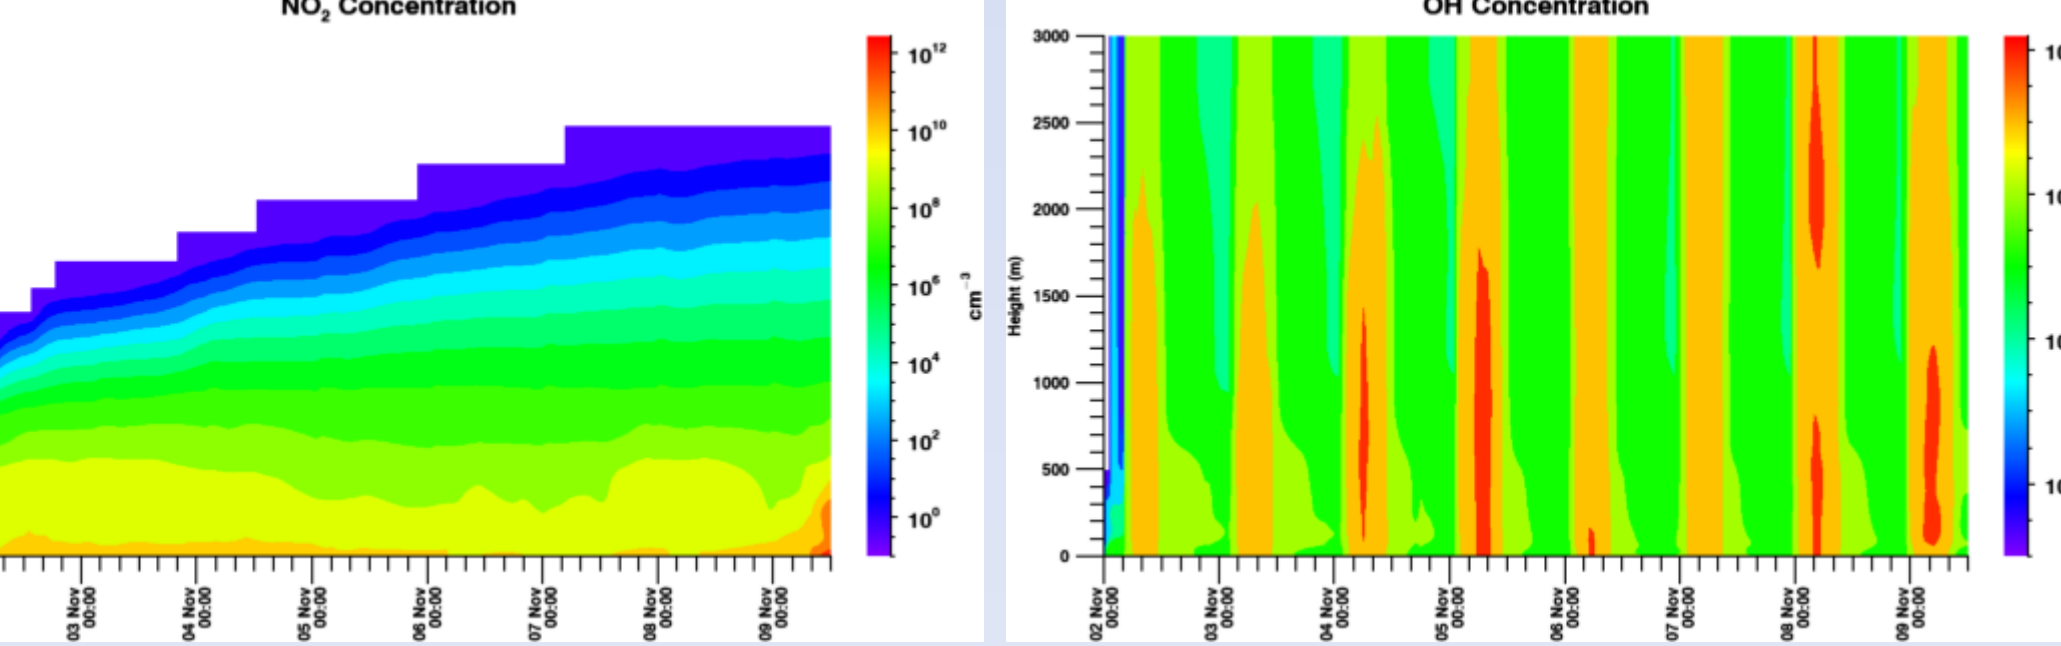 NO₂ Concentration
10¹²
10¹⁰
10⁸
10⁶
10⁴
10²
10⁰
cm⁻³
03 Nov
00:00
04 Nov
00:00
05 Nov
00:00
06 Nov
00:00
07 Nov
00:00
08 Nov
00:00
09 Nov
00:00
OH Concentration
Height (m)
3000
2500
2000
1500
1000
500
0
02 Nov
00:00
03 Nov
00:00
04 Nov
00:00
05 Nov
00:00
06 Nov
00:00
07 Nov
00:00
08 Nov
00:00
09 Nov
00:00